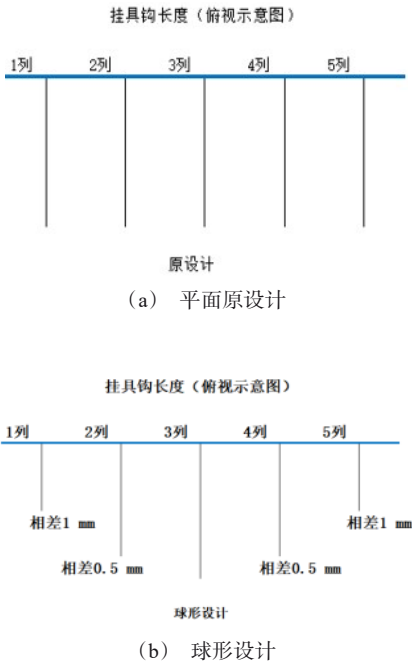 挂具钩长度（俯视示意图）
1列 2列 3列 4列 5列
原设计
（a） 平面原设计
挂具钩长度（俯视示意图）
1列 2列 3列 4列 5列
相差1 mm 相差1 mm
相差0.5 mm 相差0.5 mm
球形设计
（b） 球形设计